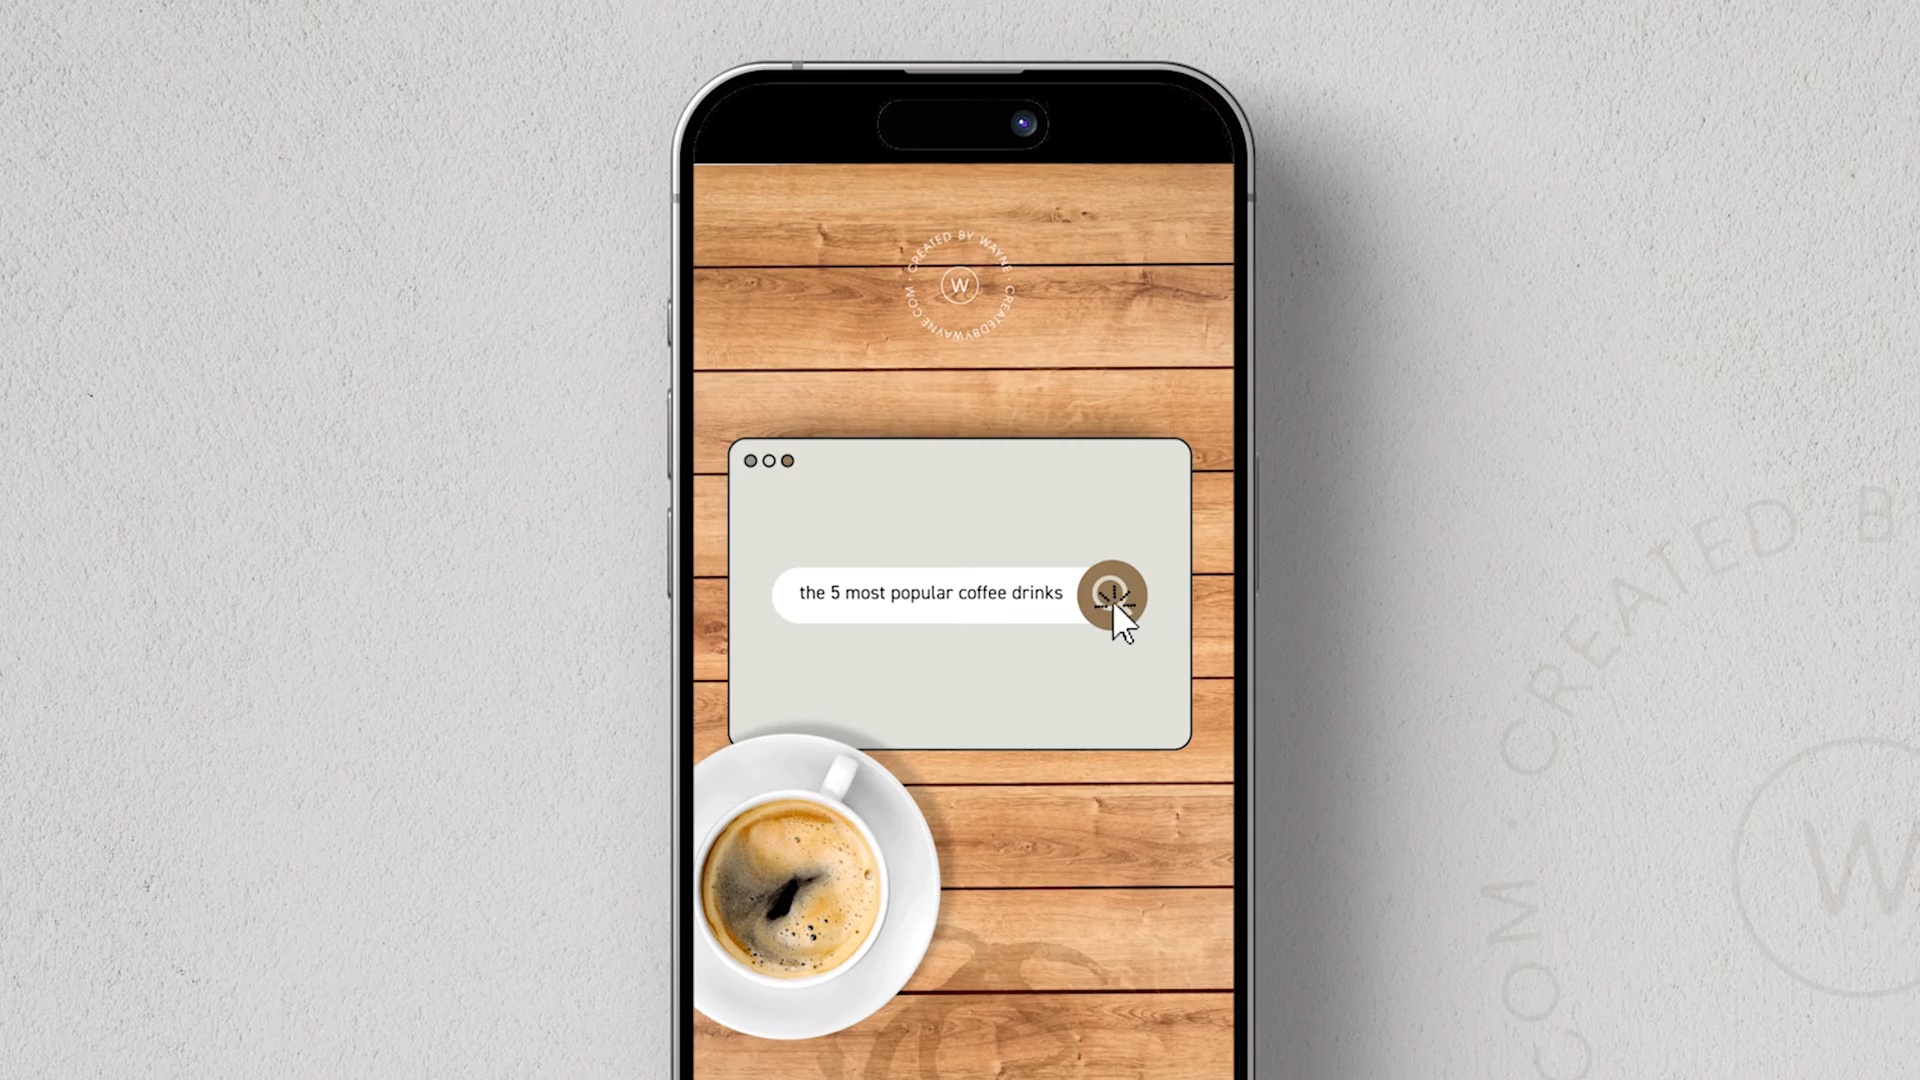 CREATED BY WAYNE · CREATEDBYWAYNE.COM ·
W
the 5 most popular coffee drinks
CREATED B
W
COM ·